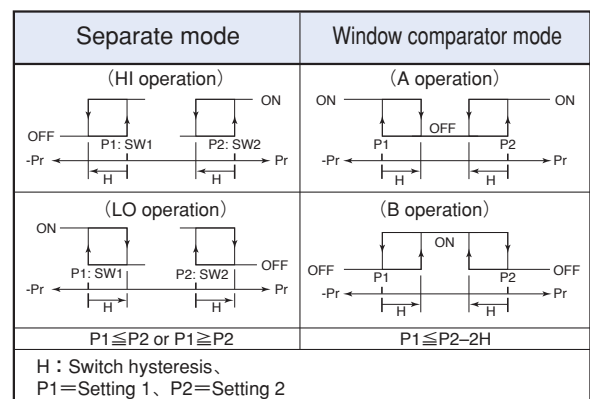 Separate mode
Window comparator mode
(HI operation)
ON
OFF
P1: SW1
P2: SW2
-Pr
Pr
H
H
(A operation)
ON
ON
OFF
P1
P2
-Pr
Pr
H
H
(LO operation)
ON
P1: SW1
P2: SW2
OFF
-Pr
Pr
H
H
(B operation)
ON
OFF
P1
P2
OFF
-Pr
Pr
H
H
P1≦P2 or P1≧P2
P1≦P2–2H
H：Switch hysteresis、
P1＝Setting 1、P2＝Setting 2